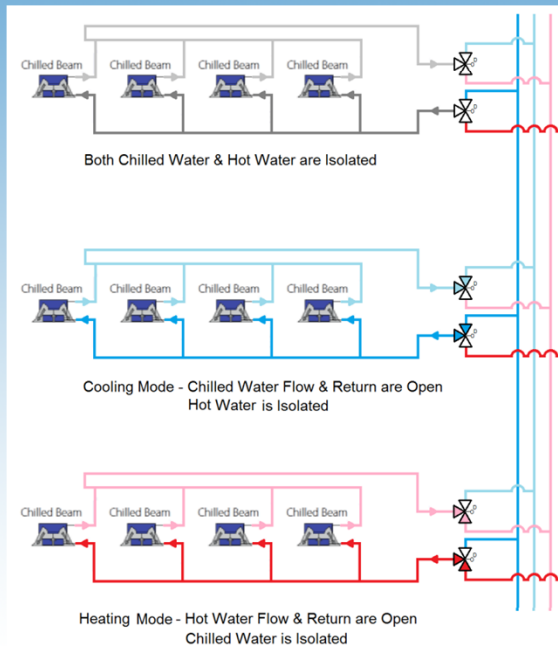 Chilled Beam Chilled Beam Chilled Beam Chilled Beam
Both Chilled Water & Hot Water are Isolated
Chilled Beam Chilled Beam Chilled Beam Chilled Beam
Cooling Mode - Chilled Water Flow & Return are Open
Hot Water is Isolated
Chilled Beam Chilled Beam Chilled Beam Chilled Beam
Heating Mode - Hot Water Flow & Return are Open
Chilled Water is Isolated